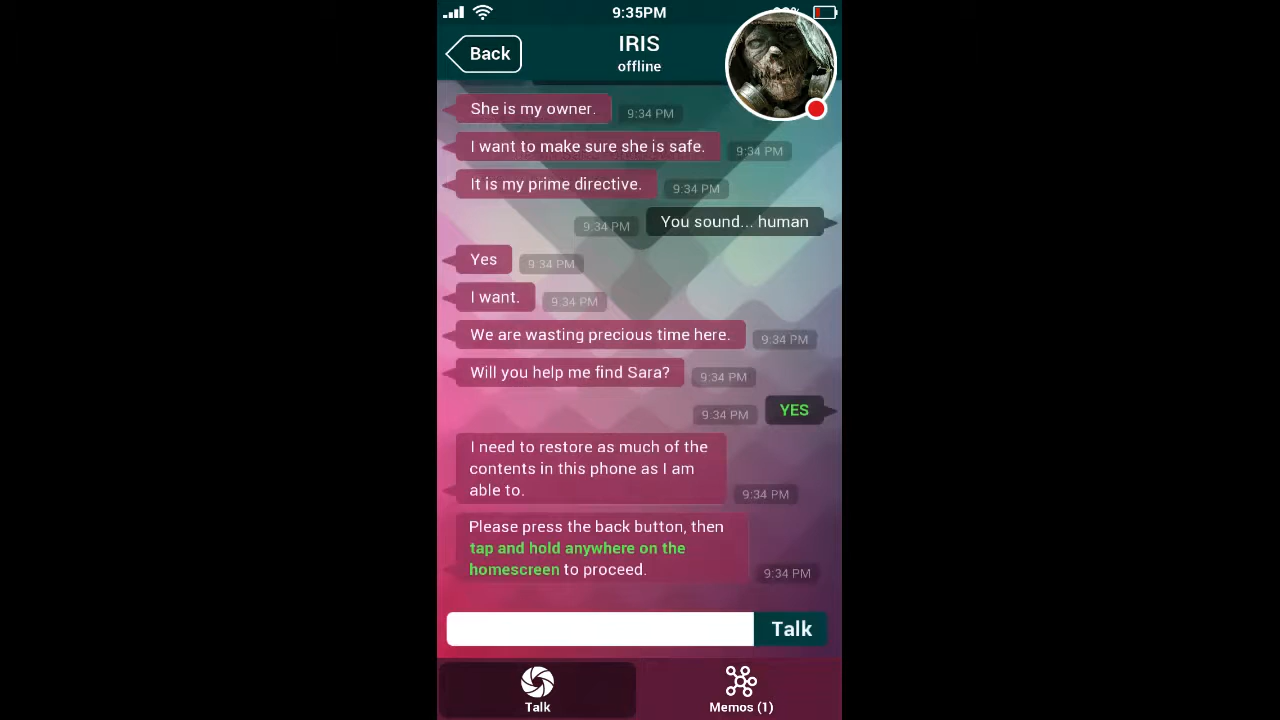 9:35PM
Back
IRIS
offline
She is my owner.
9:34 PM
I want to make sure she is safe.
9:34 PM
It is my prime directive.
9:34 PM
9:34 PM
You sound... human
Yes
9:34 PM
I want.
9:34 PM
We are wasting precious time here.
9:34 PM
Will you help me find Sara?
9:34 PM
9:34 PM
YES
I need to restore as much of the
contents in this phone as I am
able to.
9:34 PM
Please press the back button, then
tap and hold anywhere on the
homescreen to proceed.
9:34 PM
Talk
Talk
Memos (1)